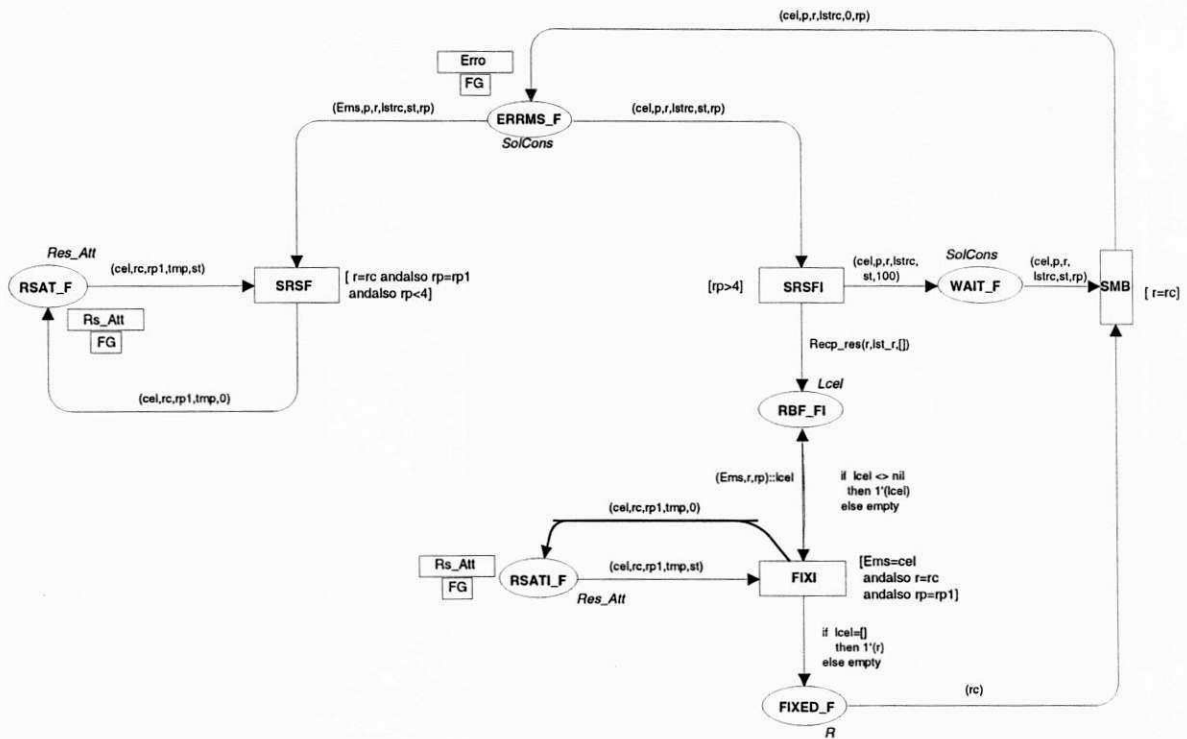 (cel,p,r,lstrc,0,rp)
Erro
FG
(Ems,p,r,lstrc,st,rp)
ERRMS_F
(cel,p,r,lstrc,st,rp)
SolCons
Res_Att
(cel,rc,rp1,tmp,st)
RSAT_F
SRSF
[ r=rc andalso rp=rp1
andalso rp<4]
Rs_Att
FG
(cel,rc,rp1,tmp,0)
[rp>4]
SRSFI
(cel,p,r,lstrc,
st,100)
SolCons
WAIT_F
(cel,p,r,
lstrc,st,rp)
SMB
[ r=rc]
Recp_res(r,lst_r,[])
Lcel
RBF_FI
(Ems,r,rp)::lcel
if lcel <> nil
then 1'(lcel)
else empty
(cel,rc,rp1,tmp,0)
Rs_Att
FG
RSATI_F
(cel,rc,rp1,tmp,st)
Res_Att
FIXI
[Ems=cel
andalso r=rc
andalso rp=rp1]
if lcel=[]
then 1'(r)
else empty
FIXED_F
(rc)
R